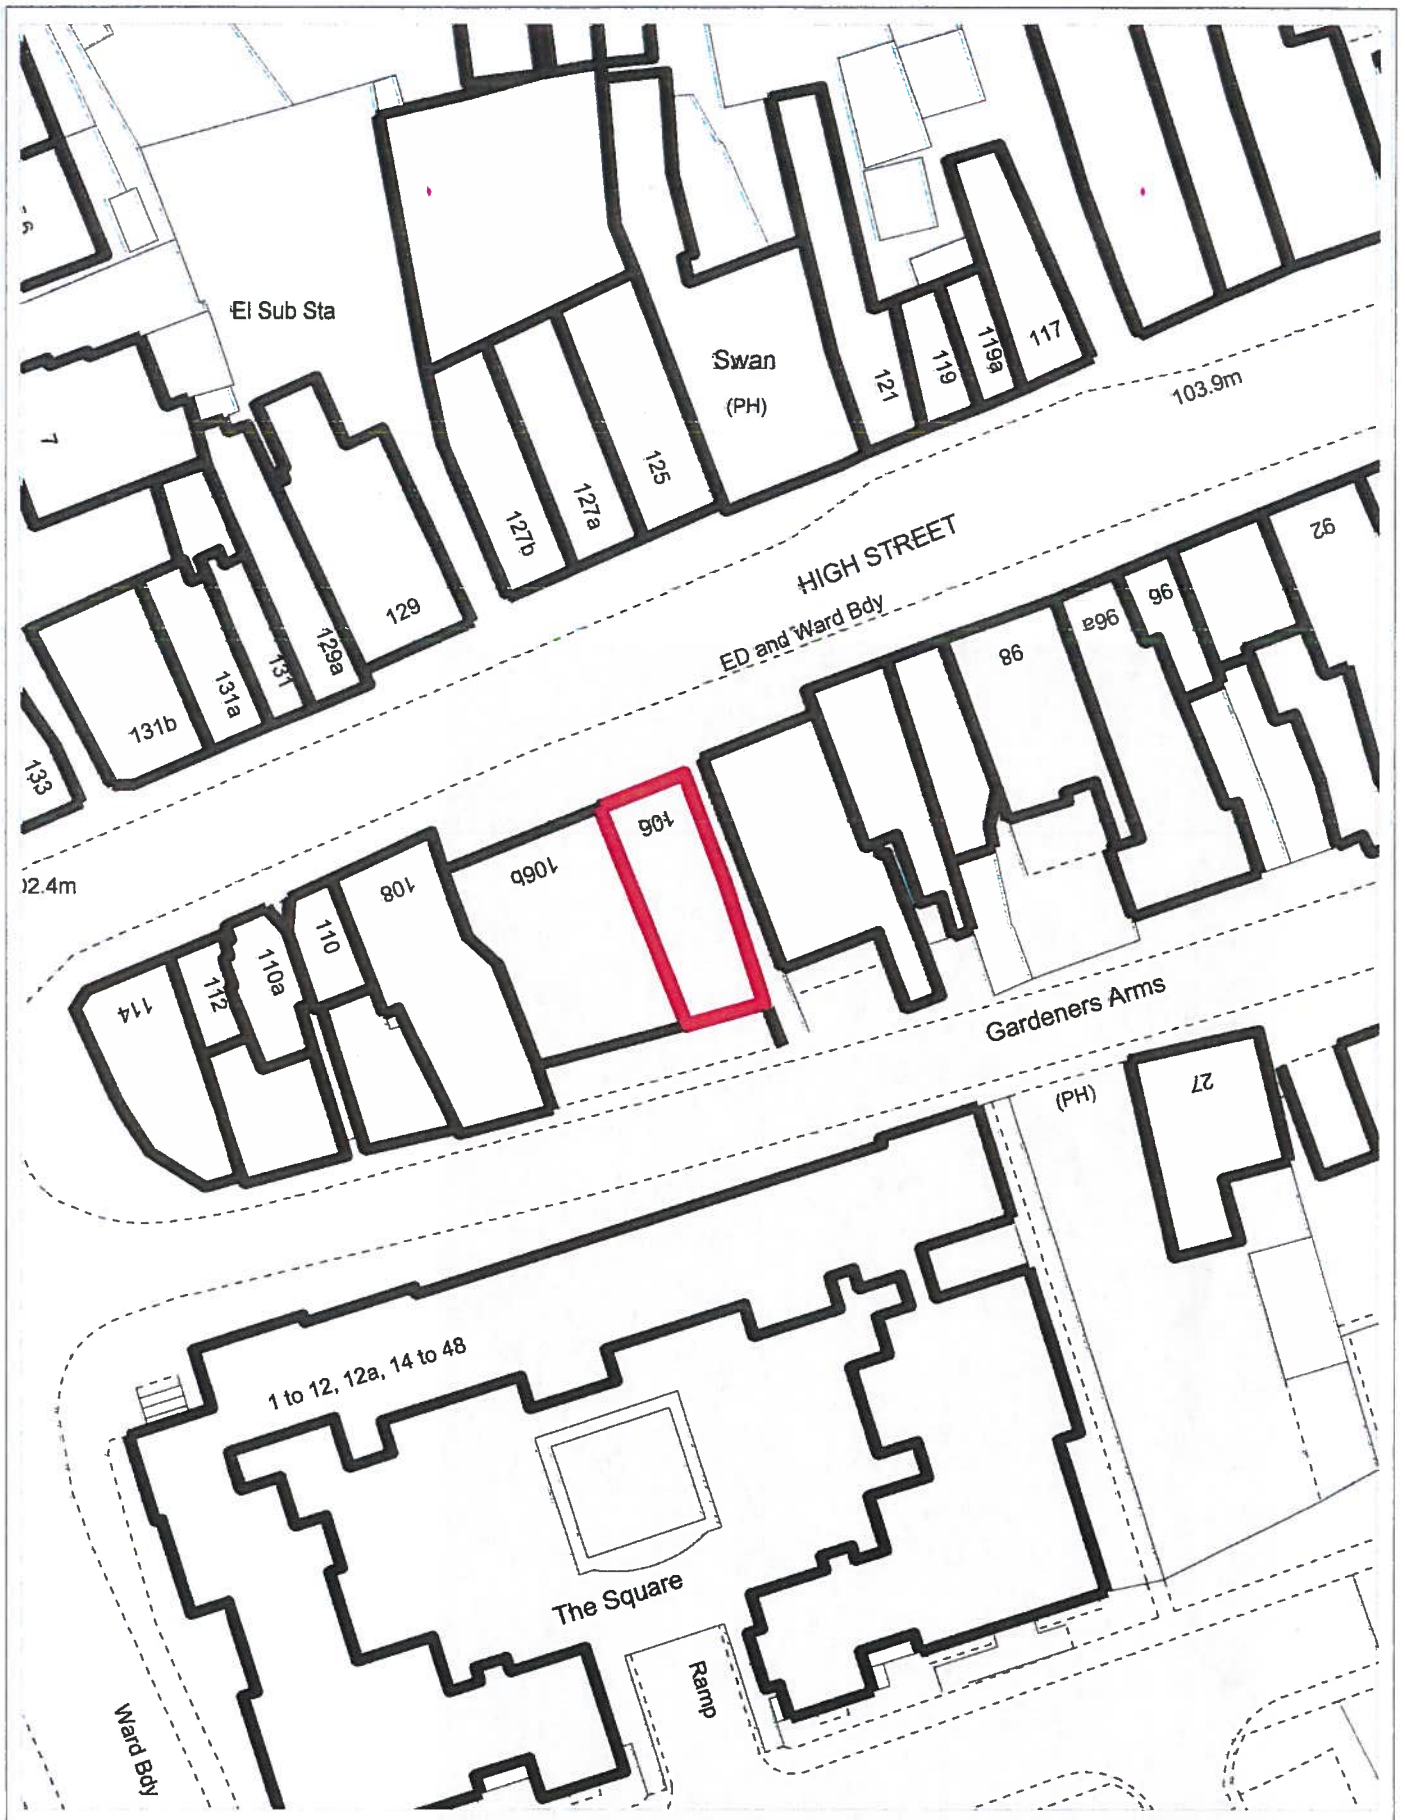 El Sub Sta
7
Swan
(PH)
121
119
119a
117
103.9m
125
127a
127b
129
129a
131
131a
131b
133
HIGH STREET
ED and Ward Bdy
92
96
96a
98
106
106b
108
110
110a
112
114
02.4m
Gardeners Arms
(PH)
27
1 to 12, 12a, 14 to 48
The Square
Ramp
Ward Bdy